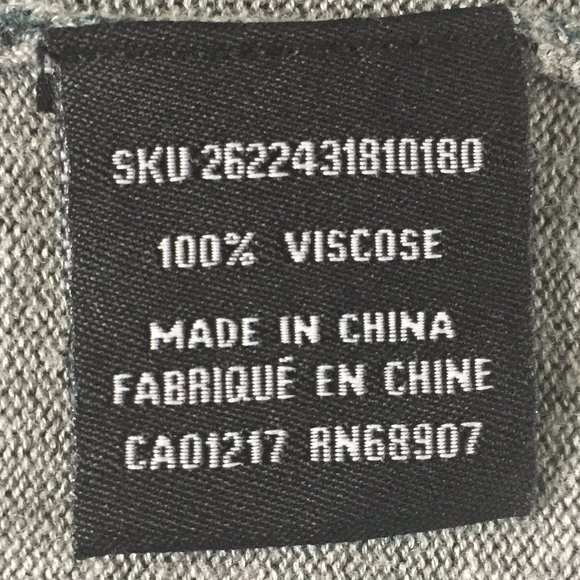 SKU 2622431810180
100% VISCOSE
MADE IN CHINA
FABRIQUÉ EN CHINE
CA01217 RN68907